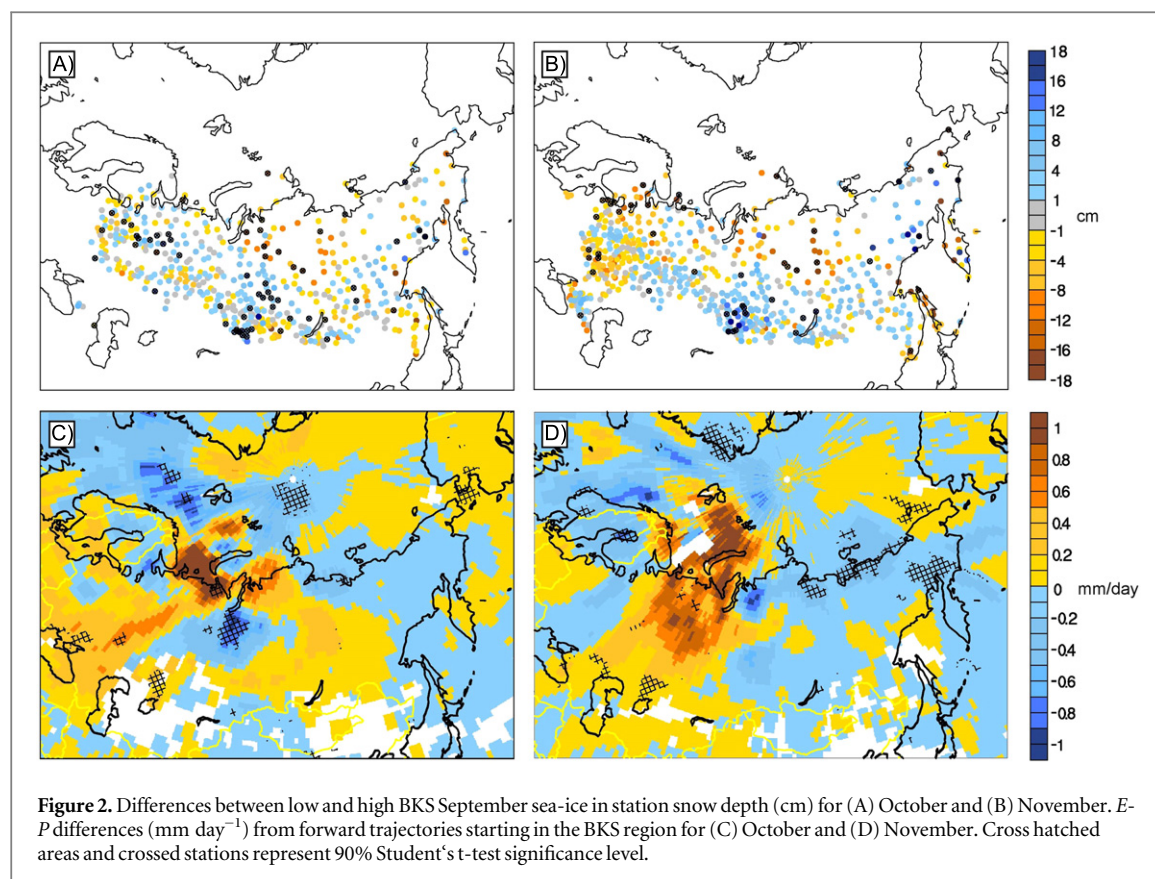 A)
B)
18
16
12
8
4
1
cm
-1
-4
-8
-12
-16
-18
C)
D)
1
0.8
0.6
0.4
0.2
0
mm/day
-0.2
-0.4
-0.6
-0.8
-1
Figure 2. Differences between low and high BKS September sea-ice in station snow depth (cm) for (A) October and (B) November. E-
P differences (mm day−1) from forward trajectories starting in the BKS region for (C) October and (D) November. Cross hatched
areas and crossed stations represent 90% Student‘s t-test significance level.